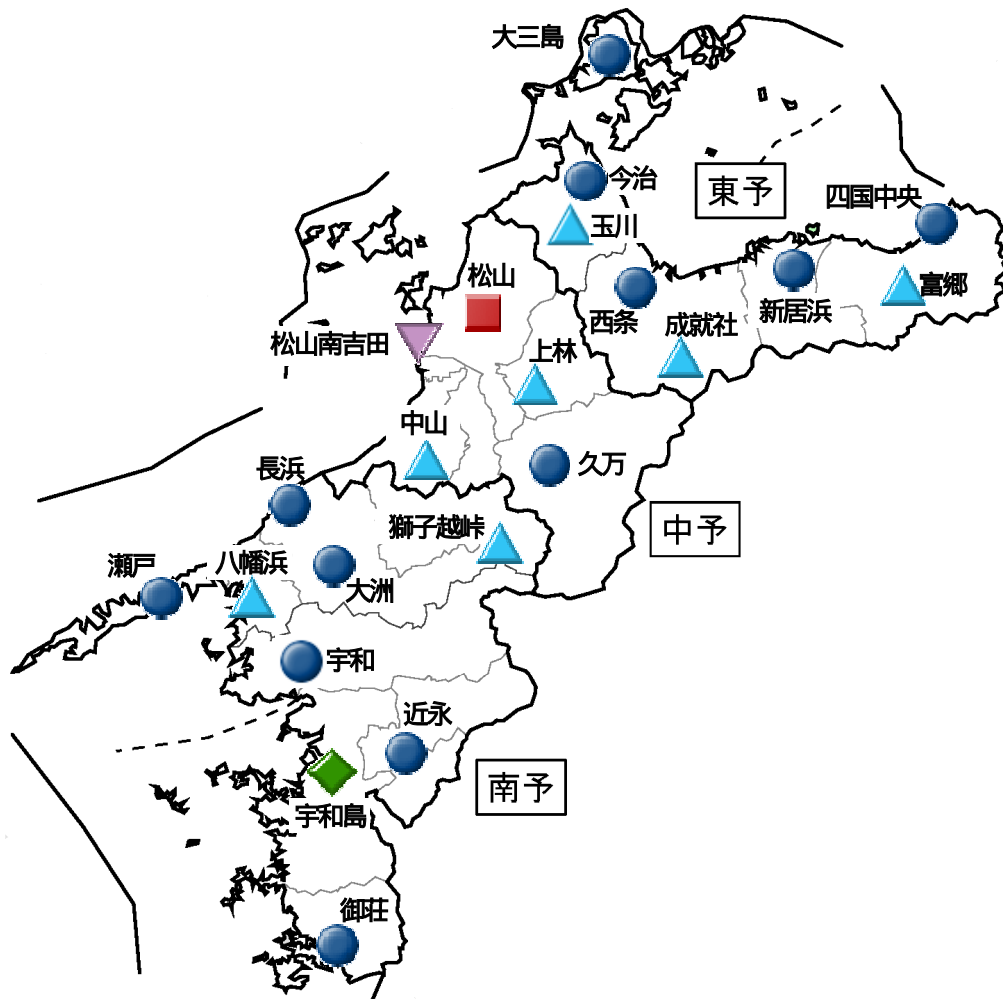 大三島
今治
東予
四国中央
玉川
松山
富郷
西条
成就社
新居浜
松山南吉田
上林
中山
久万
長浜
獅子越峠
中予
瀬戸
八幡浜
大洲
宇和
近永
南予
宇和島
御荘